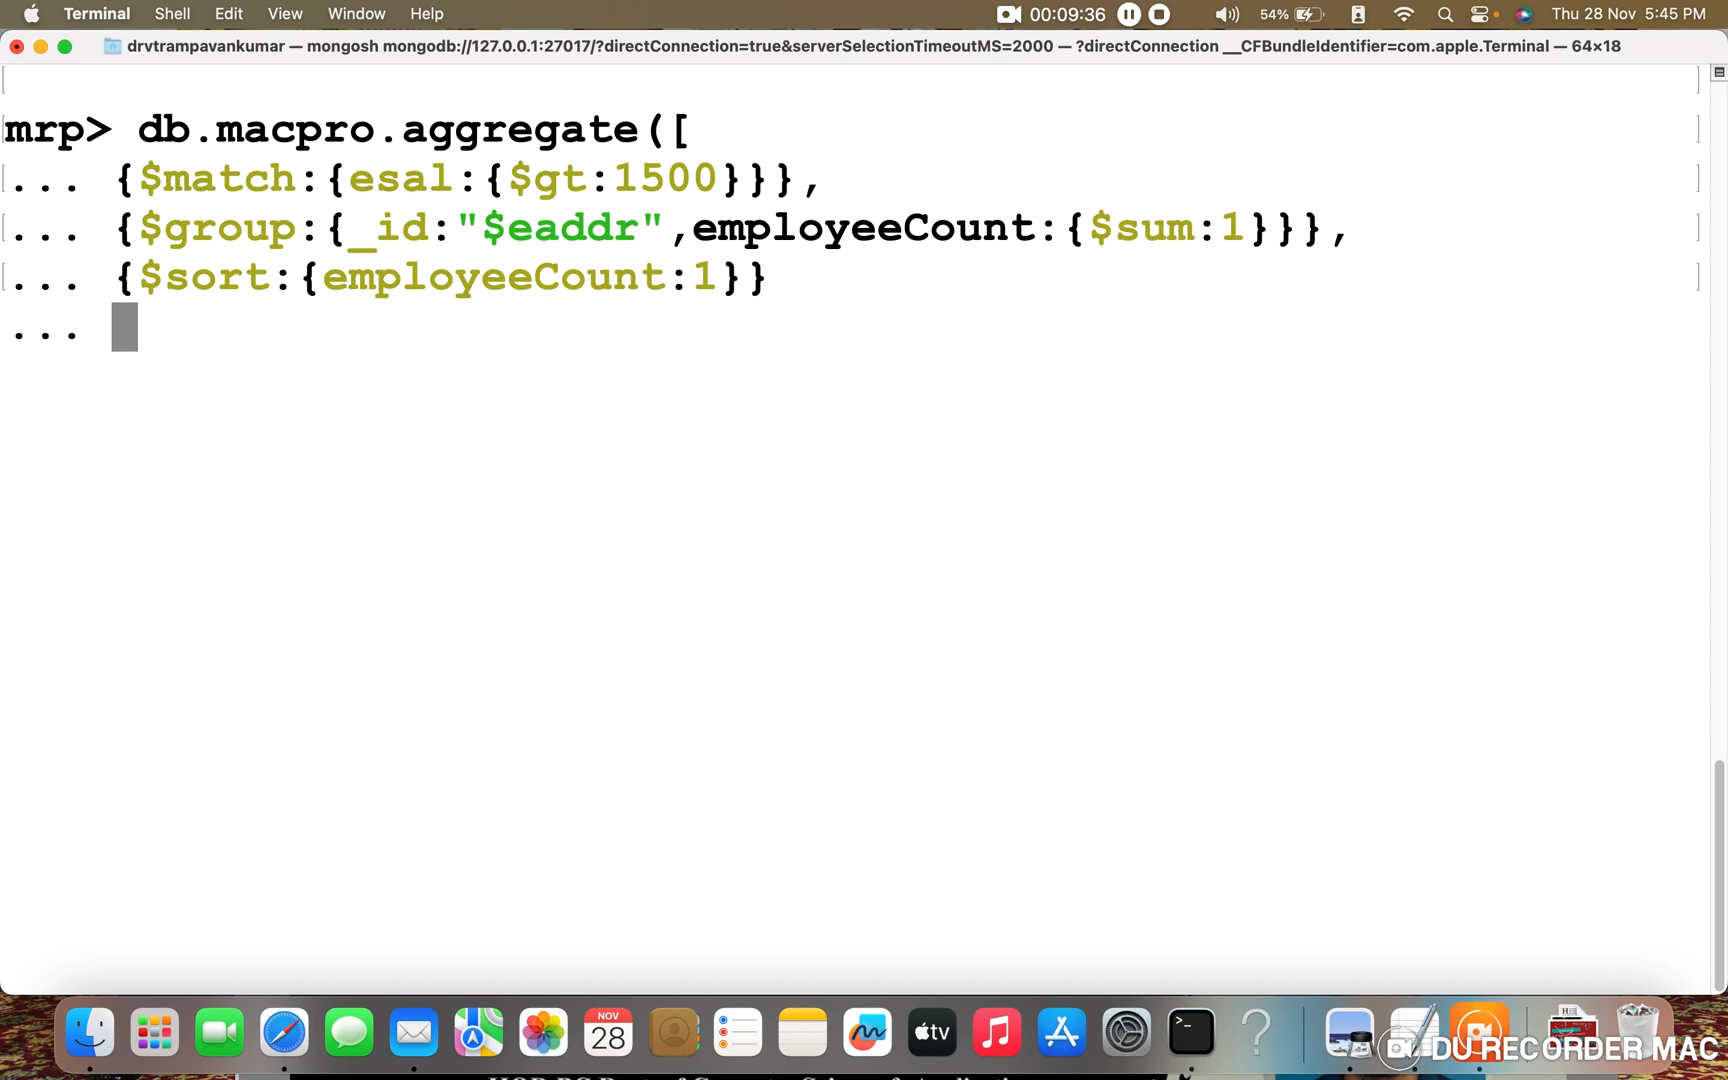 Terminal Shell Edit View Window Help 00:09:36 54% Thu 28 Nov 5:45 PM
drvtrampavankumar — mongosh mongodb://127.0.0.1:27017/?directConnection=true&serverSelectionTimeoutMS=2000 — ?directConnection __CFBundleIdentifier=com.apple.Terminal — 64×18
mrp> db.macpro.aggregate([
... {$match:{esal:{$gt:1500}}},
... {$group:{_id:"$eaddr",employeeCount:{$sum:1}}},
... {$sort:{employeeCount:1}}
...
NOV
28
tv
>_
DU RECORDER MAC